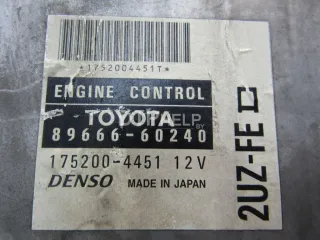 *1752004451T*
ENGINE CONTROL
TOYOTA
89666-60240
175200-4451 12V
DENSO MADE IN JAPAN
2UZ-FE